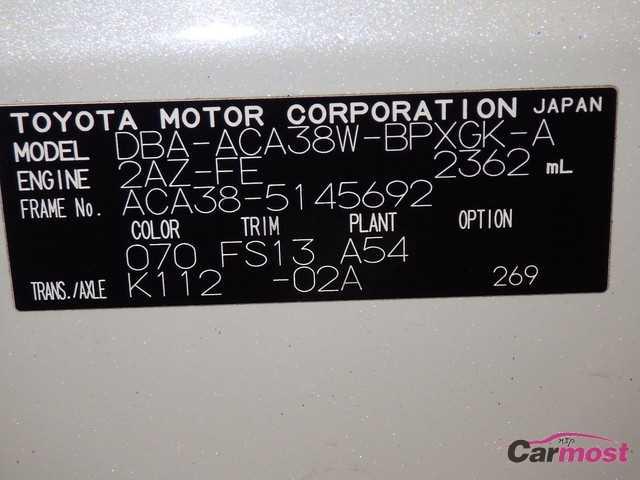 TOYOTA MOTOR CORPORATION JAPAN
MODEL DBA-ACA38W-BPXGK-A
ENGINE 2AZ-FE 2362 mL
FRAME No. ACA38-5145692
COLOR TRIM PLANT OPTION
070 FS13 A54
TRANS./AXLE K112 -02A 269
Carmost